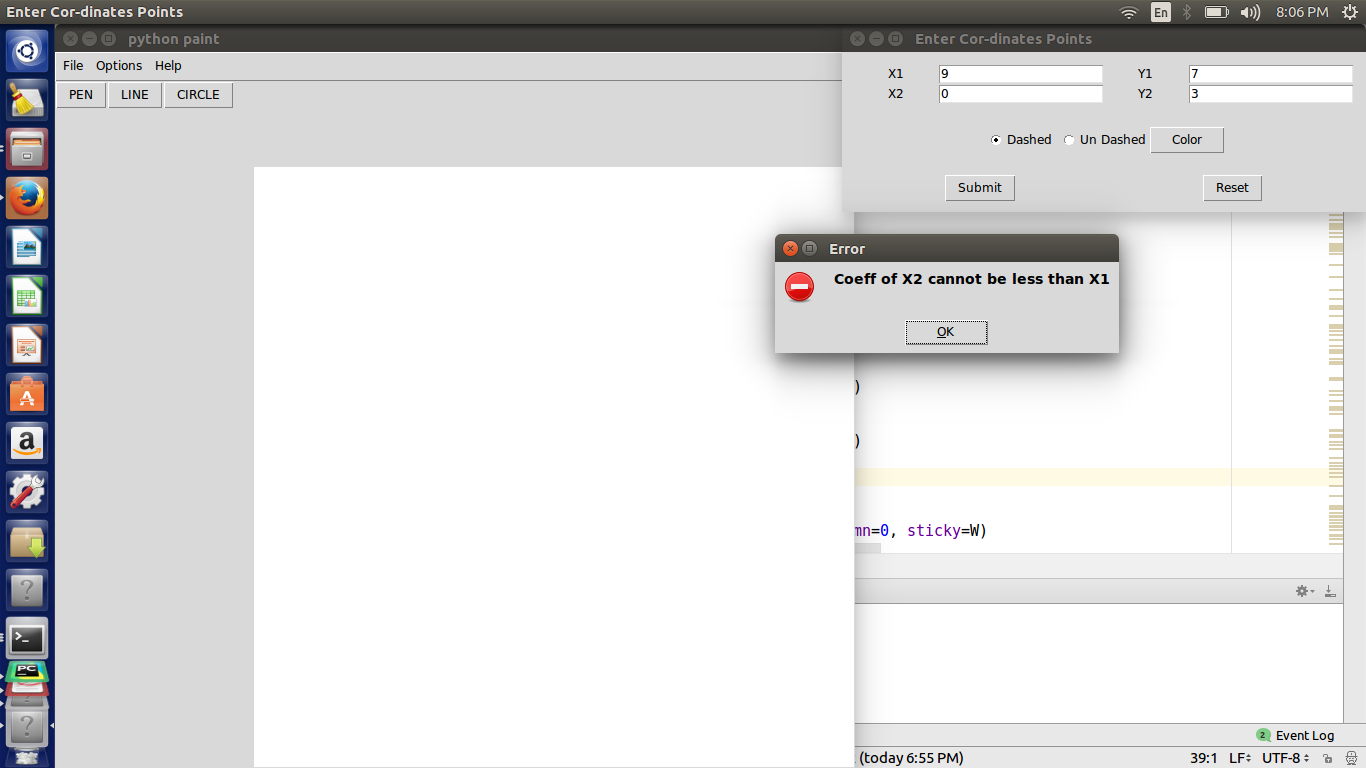 Enter Cor-dinates Points
En
8:06 PM
python paint
Enter Cor-dinates Points
File Options Help
PEN LINE CIRCLE
X1 9 Y1 7
X2 0 Y2 3
Dashed Un Dashed Color
Submit Reset
Error
Coeff of X2 cannot be less than X1
OK
)
)
mn=0, sticky=W)
a
>_
PC
?
?
2 Event Log
(today 6:55 PM) 39:1 LF UTF-8